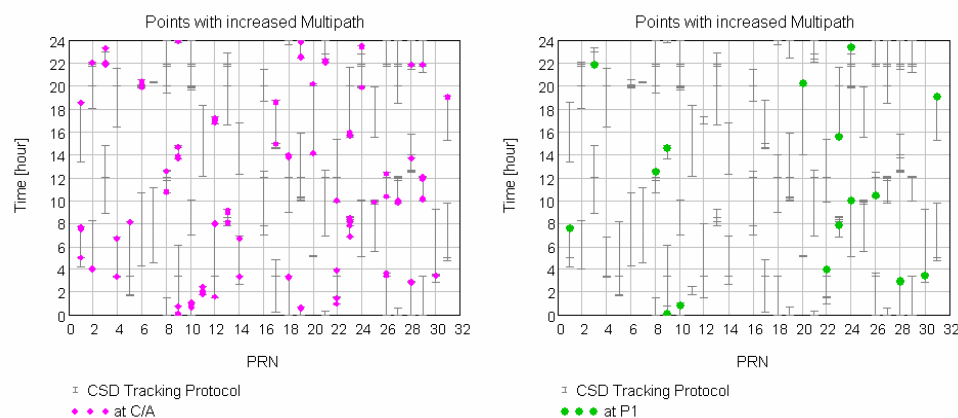 Points with increased Multipath
24
22
20
18
16
14
12
10
8
6
4
2
0
Time [hour]
0 2 4 6 8 10 12 14 16 18 20 22 24 26 28 30 32
PRN
CSD Tracking Protocol
at C/A
Points with increased Multipath
24
22
20
18
16
14
12
10
8
6
4
2
0
Time [hour]
0 2 4 6 8 10 12 14 16 18 20 22 24 26 28 30 32
PRN
CSD Tracking Protocol
at P1